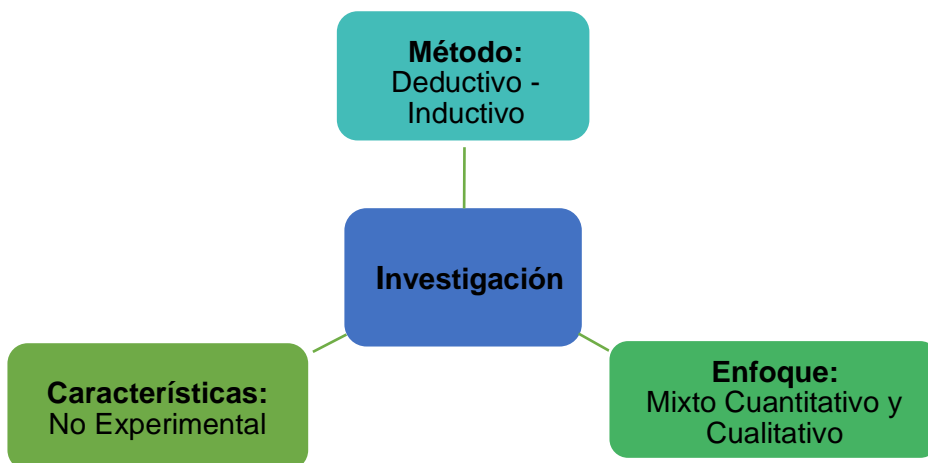 Método:
Deductivo -
Inductivo
Investigación
Características:
No Experimental
Enfoque:
Mixto Cuantitativo y
Cualitativo